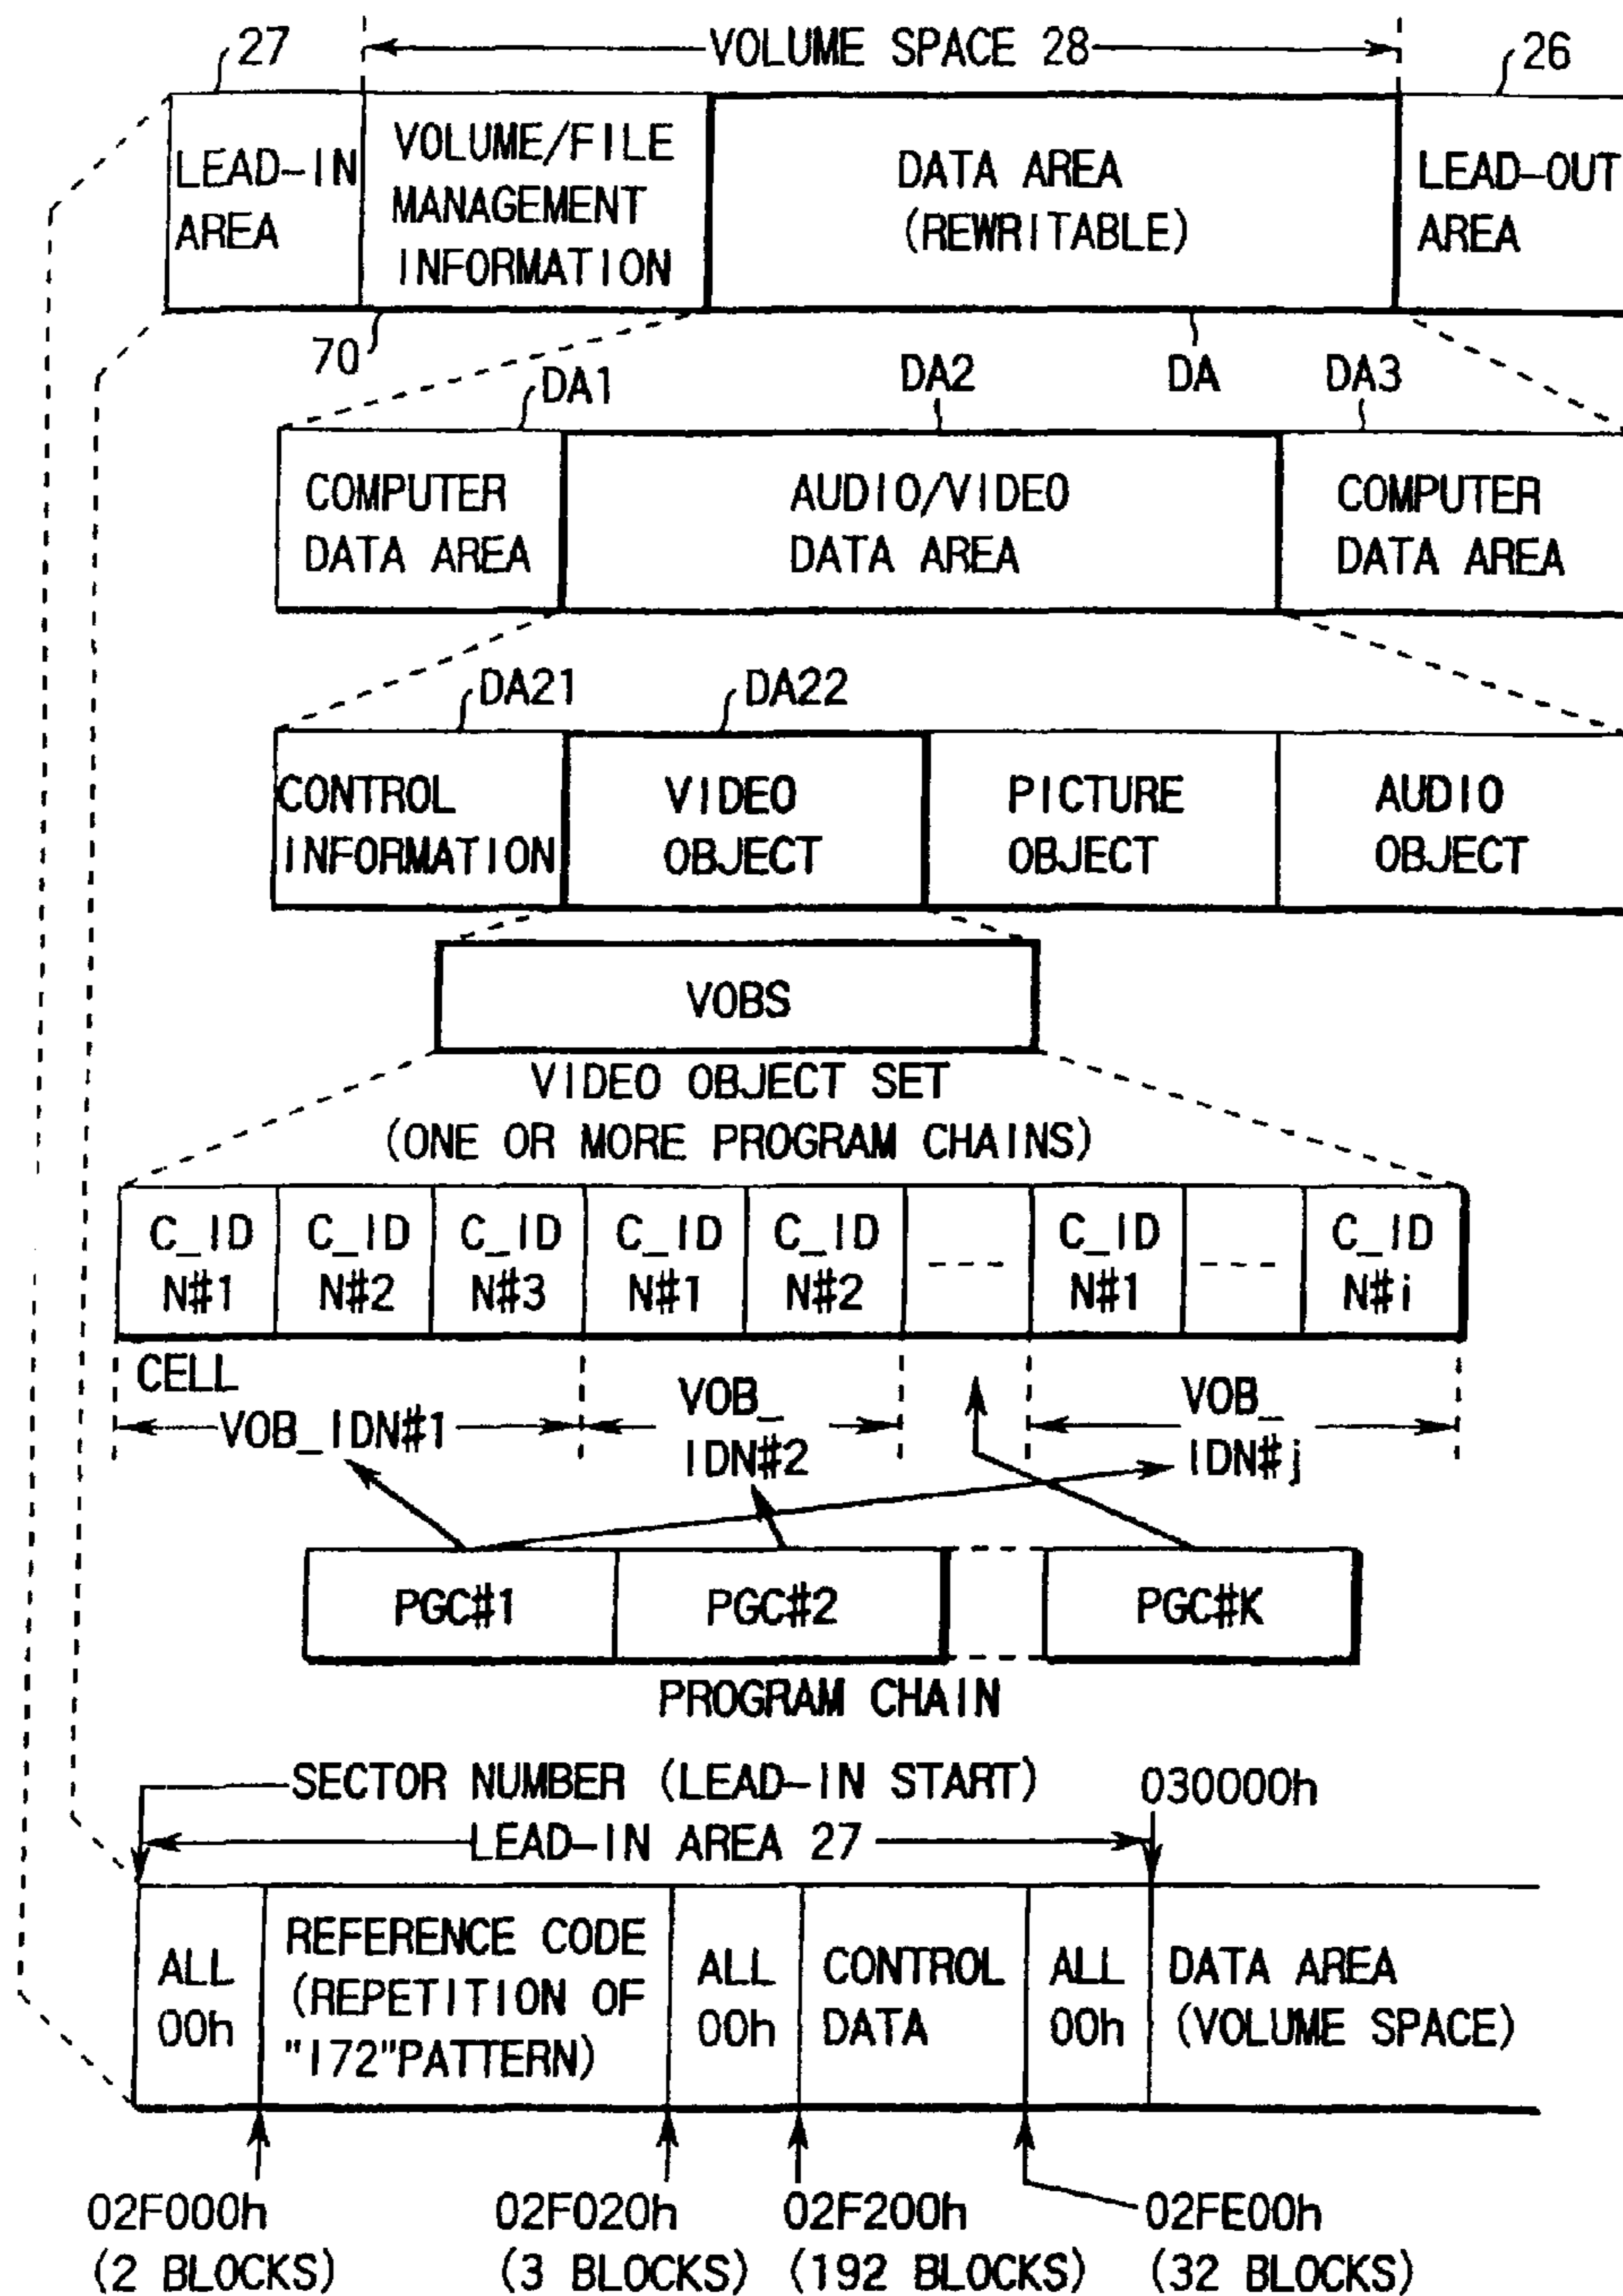 27
VOLUME SPACE 28
26
LEAD-IN
AREA
VOLUME/FILE
MANAGEMENT
INFORMATION
DATA AREA
(REWRITABLE)
LEAD-OUT
AREA
70
DA1
DA2
DA
DA3
COMPUTER
DATA AREA
AUDIO/VIDEO
DATA AREA
COMPUTER
DATA AREA
DA21
DA22
CONTROL
INFORMATION
VIDEO
OBJECT
PICTURE
OBJECT
AUDIO
OBJECT
VOBS
VIDEO OBJECT SET
(ONE OR MORE PROGRAM CHAINS)
C_ID
N#1
C_ID
N#2
C_ID
N#3
C_ID
N#1
C_ID
N#2
----
C_ID
N#1
----
C_ID
N#i
CELL
VOB_IDN#1
VOB_
IDN#2
VOB_
IDN#j
PGC#1
PGC#2
PGC#K
PROGRAM CHAIN
SECTOR NUMBER (LEAD-IN START)
030000h
LEAD-IN AREA 27
ALL
00h
REFERENCE CODE
(REPETITION OF
"172"PATTERN)
ALL
00h
CONTROL
DATA
ALL
00h
DATA AREA
(VOLUME SPACE)
02F000h
(2 BLOCKS)
02F020h
(3 BLOCKS)
02F200h
(192 BLOCKS)
02FE00h
(32 BLOCKS)